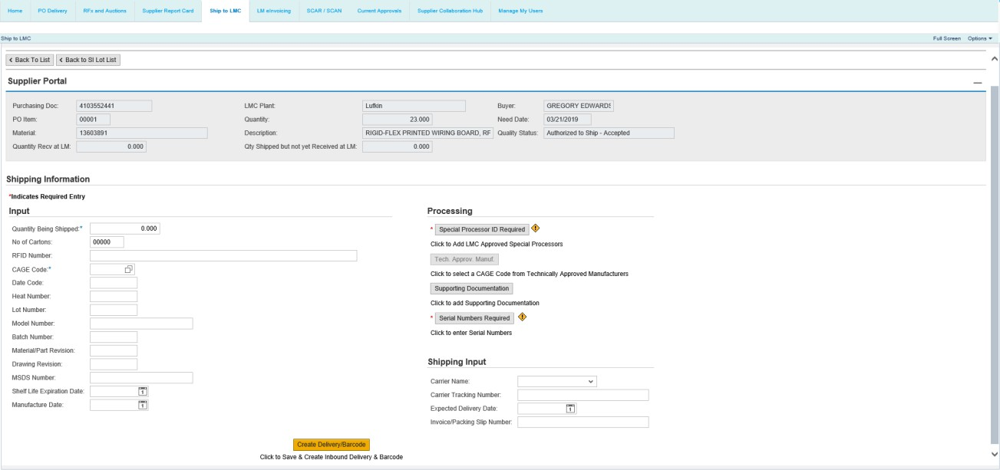 Home PO Delivery RFx and Auctions Supplier Report Card Ship to LMC LM eInvoicing SCAR / SCAN Current Approvals Supplier Collaboration Hub Manage My Users
Ship to LMC Full Screen Options
Back To List Back to SI Lot List
Supplier Portal
Purchasing Doc: 4103552441 LMC Plant: Lufkin Buyer: GREGORY EDWARDS
PO Item: 00001 Quantity: 23.000 Need Date: 03/21/2019
Material: 13603891 Description: RIGID-FLEX PRINTED WIRING BOARD, RF Quality Status: Authorized to Ship - Accepted
Quantity Recv at LM: 0.000 Qty Shipped but not yet Received at LM: 0.000
Shipping Information
*Indicates Required Entry
Input
Quantity Being Shipped:* 0.000
No of Cartons: 00000
RFID Number:
CAGE Code:*
Date Code:
Heat Number:
Lot Number:
Model Number:
Batch Number:
Material/Part Revision:
Drawing Revision:
MSDS Number:
Shelf Life Expiration Date: 1
Manufacture Date: 1
Processing
* Special Processor ID Required
Click to Add LMC Approved Special Processors
Tech. Approv. Manuf.
Click to select a CAGE Code from Technically Approved Manufacturers
Supporting Documentation
Click to add Supporting Documentation
* Serial Numbers Required
Click to enter Serial Numbers
Shipping Input
Carrier Name:
Carrier Tracking Number:
Expected Delivery Date: 1
Invoice/Packing Slip Number:
Create Delivery/Barcode
Click to Save & Create Inbound Delivery & Barcode